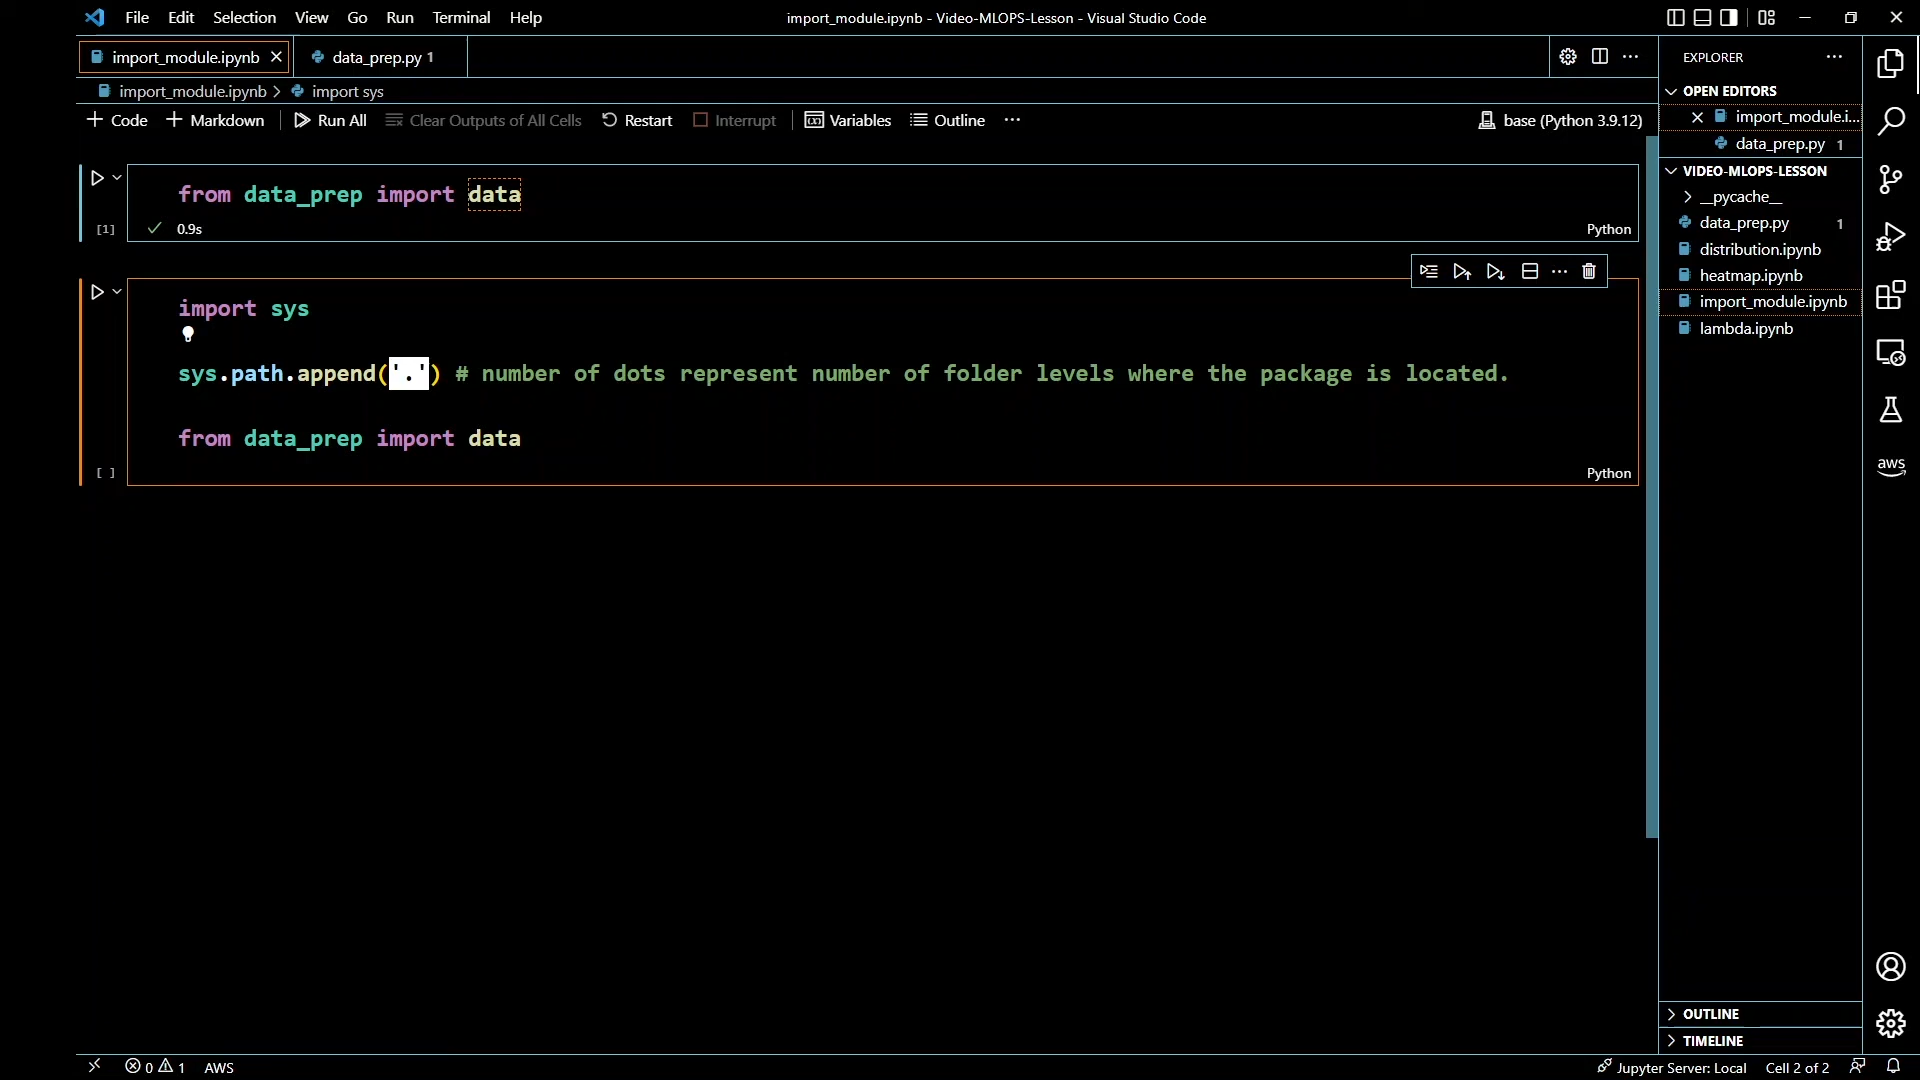 File Edit Selection View Go Run Terminal Help
import_module.ipynb - Video-MLOPS-Lesson - Visual Studio Code
import_module.ipynb
data_prep.py 1
import_module.ipynb > import sys
+ Code + Markdown Run All Clear Outputs of All Cells Restart Interrupt Variables Outline ...
base (Python 3.9.12)
from data_prep import data
[1] 0.9s
Python
import sys
sys.path.append('.') # number of dots represent number of folder levels where the package is located.
from data_prep import data
[ ]
Python
EXPLORER
OPEN EDITORS
import_module.i...
data_prep.py 1
VIDEO-MLOPS-LESSON
__pycache__
data_prep.py 1
distribution.ipynb
heatmap.ipynb
import_module.ipynb
lambda.ipynb
OUTLINE
TIMELINE
aws
0 1 AWS
Jupyter Server: Local Cell 2 of 2